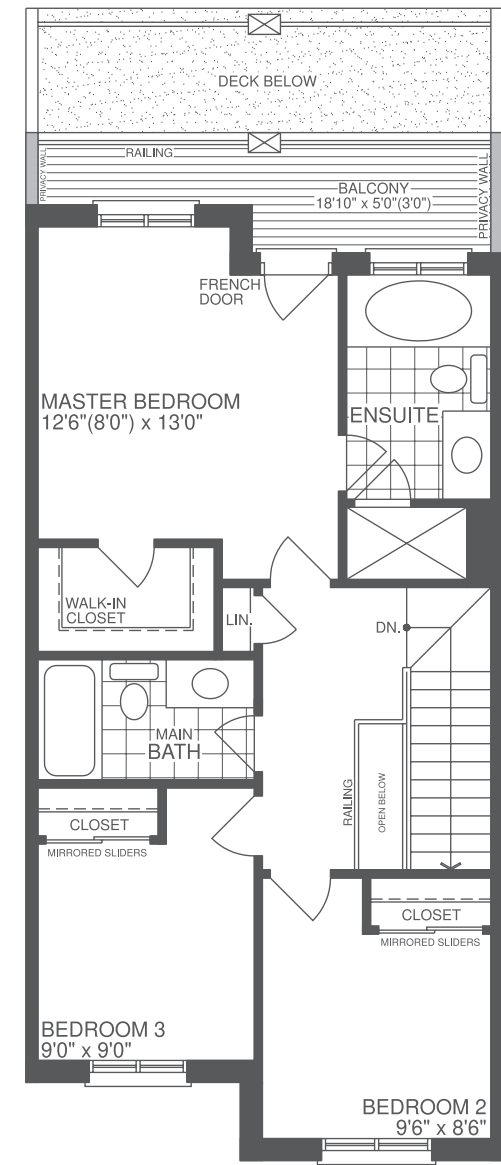 DECK BELOW
RAILING
PRIVACY WALL
BALCONY
18'10" x 5'0"(3'0")
PRIVACY WALL
FRENCH
DOOR
MASTER BEDROOM
12'6"(8'0") x 13'0"
ENSUITE
WALK-IN
CLOSET
LIN.
DN.
MAIN
BATH
RAILING
OPEN BELOW
CLOSET
MIRRORED SLIDERS
CLOSET
MIRRORED SLIDERS
BEDROOM 3
9'0" x 9'0"
BEDROOM 2
9'6" x 8'6"